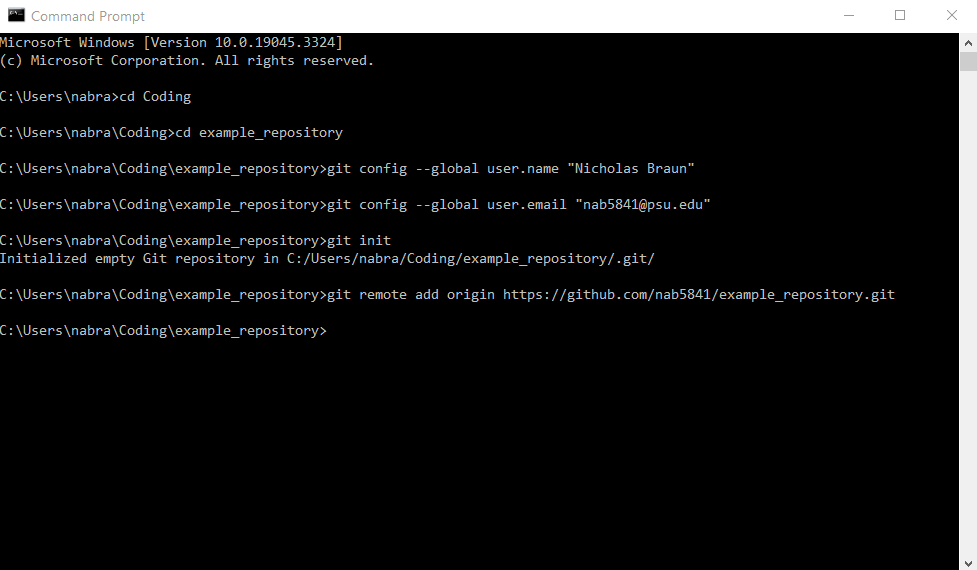 Command Prompt
Microsoft Windows [Version 10.0.19045.3324]
(c) Microsoft Corporation. All rights reserved.
C:\Users\nabra>cd Coding
C:\Users\nabra\Coding>cd example_repository
C:\Users\nabra\Coding\example_repository>git config --global user.name "Nicholas Braun"
C:\Users\nabra\Coding\example_repository>git config --global user.email "nab5841@psu.edu"
C:\Users\nabra\Coding\example_repository>git init
Initialized empty Git repository in C:/Users/nabra/Coding/example_repository/.git/
C:\Users\nabra\Coding\example_repository>git remote add origin https://github.com/nab5841/example_repository.git
C:\Users\nabra\Coding\example_repository>